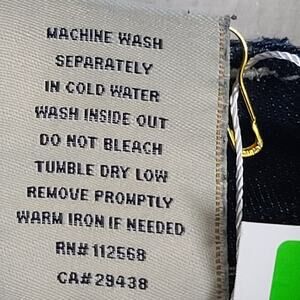 MACHINE WASH
SEPARATELY
IN COLD WATER
WASH INSIDE OUT
DO NOT BLEACH
TUMBLE DRY LOW
REMOVE PROMPTLY
WARM IRON IF NEEDED
RN# 112568
CA# 29438